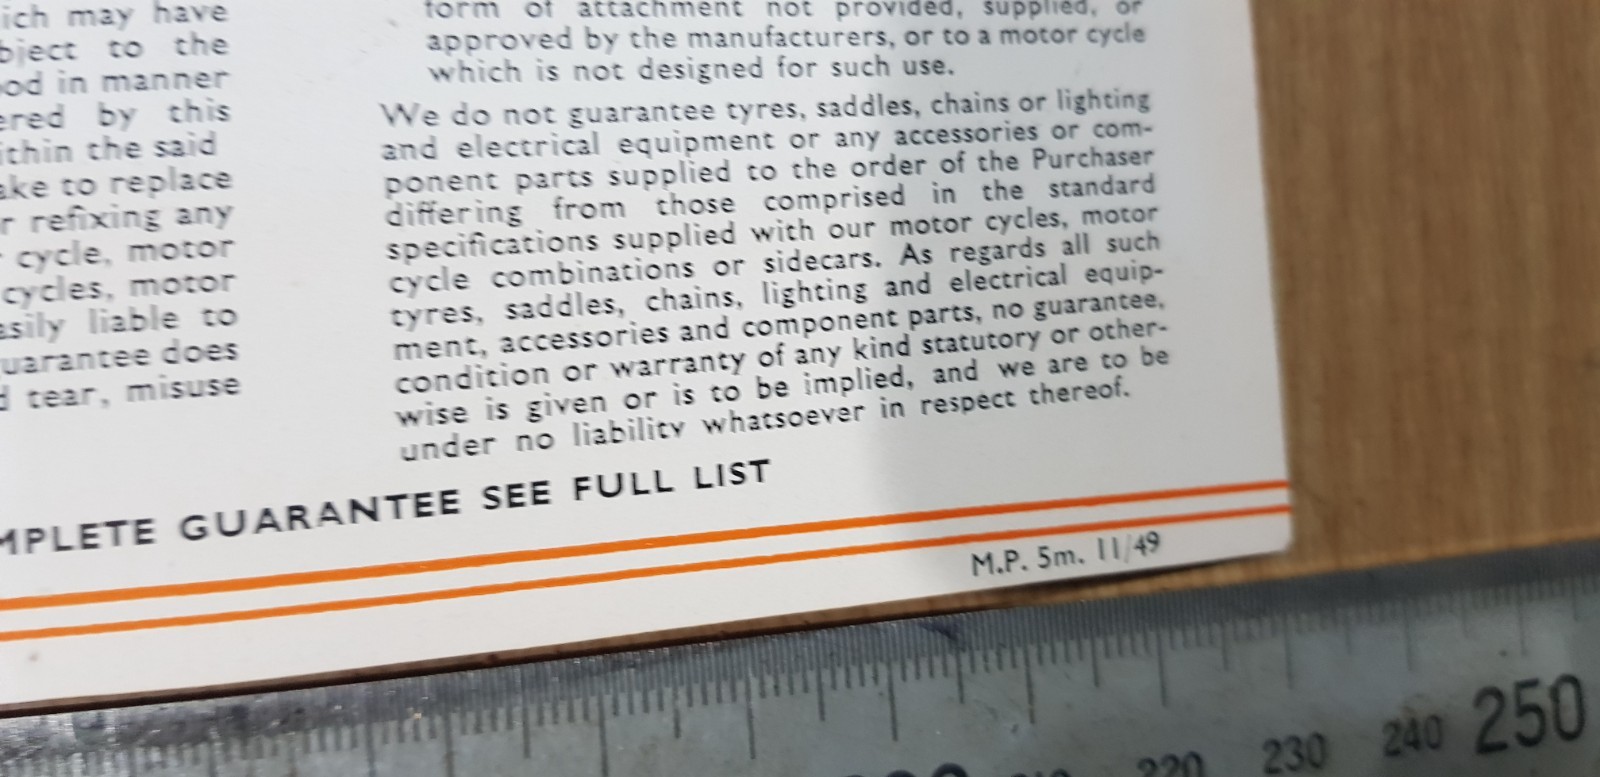 ich may have
bject to the
od in manner
ered by this
ithin the said
ake to replace
r refixing any
cycle, motor
cycles, motor
asily liable to
uarantee does
d tear, misuse
form of attachment not provided, supplied, or
approved by the manufacturers, or to a motor cycle
which is not designed for such use.
We do not guarantee tyres, saddles, chains or lighting
and electrical equipment or any accessories or com-
ponent parts supplied to the order of the Purchaser
differing from those comprised in the standard
specifications supplied with our motor cycles, motor
cycle combinations or sidecars. As regards all such
tyres, saddles, chains, lighting and electrical equip-
ment, accessories and component parts, no guarantee,
condition or warranty of any kind statutory or other-
wise is given or is to be implied, and we are to be
under no liability whatsoever in respect thereof.
MPLETE GUARANTEE SEE FULL LIST
M.P. 5m. 11/49
220 230 240 250